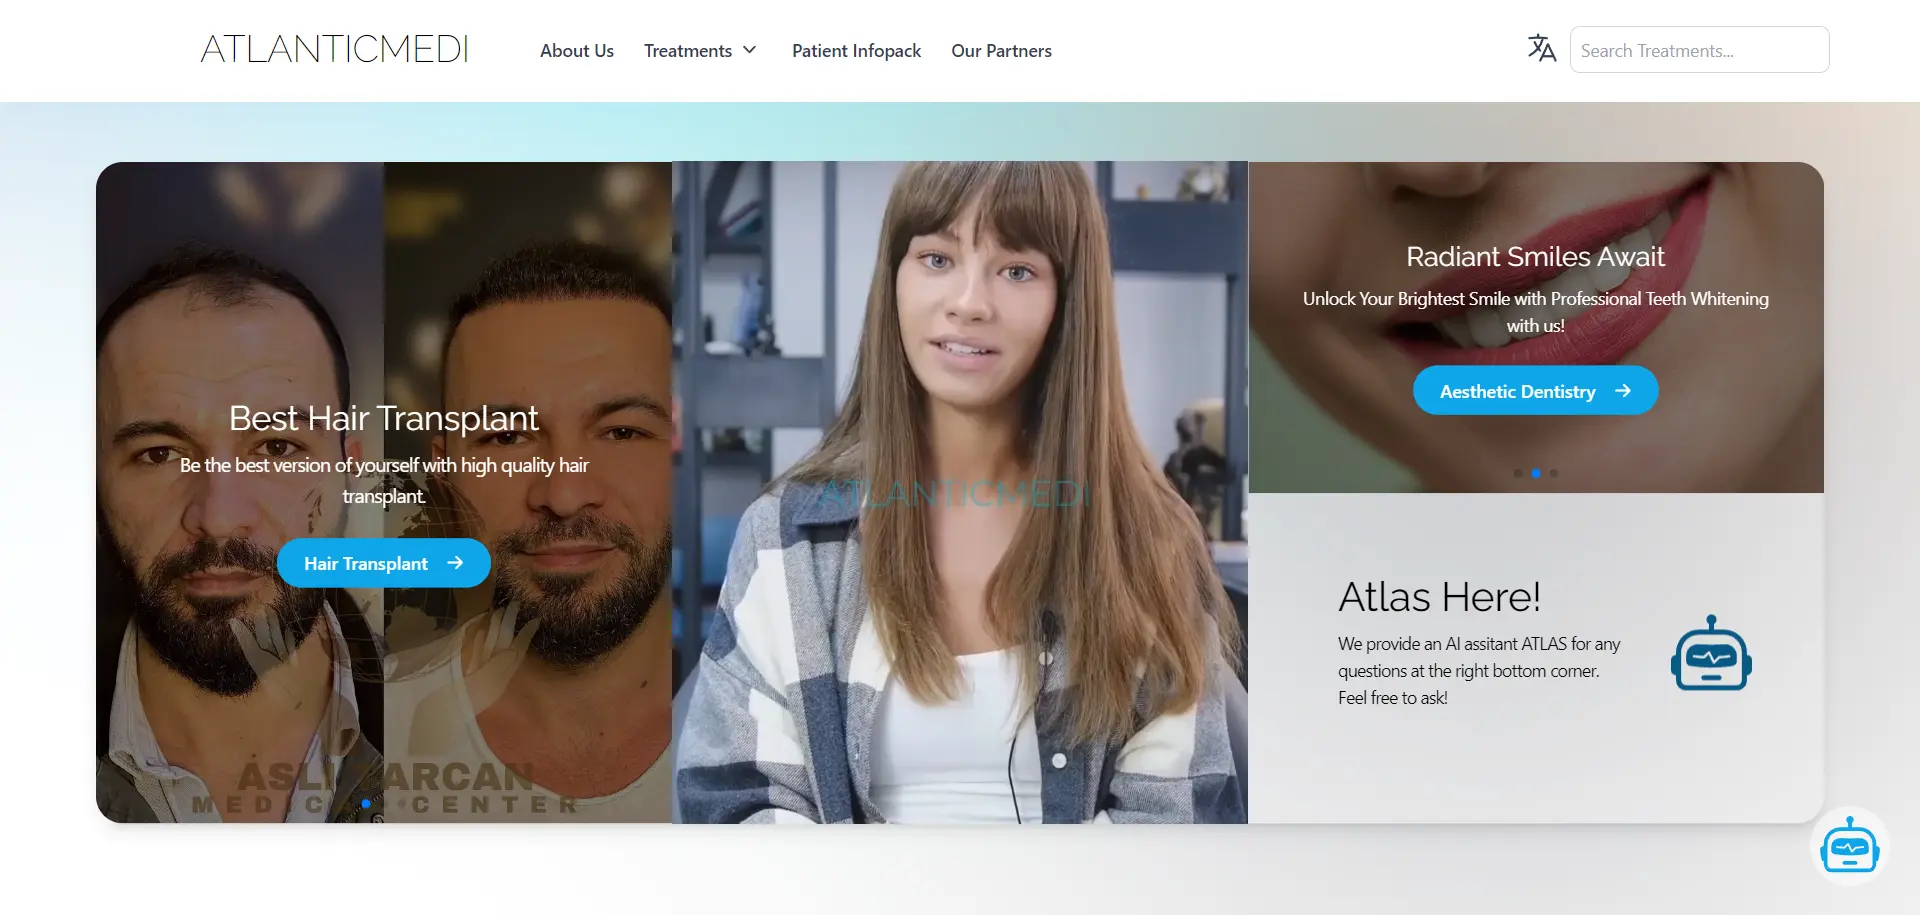 ATLANTICMEDI
About Us
Treatments
Patient Infopack
Our Partners
Search Treatments...
Best Hair Transplant
Be the best version of yourself with high quality hair
transplant.
Hair Transplant
MEDICAL CENTER
ATLANTICMEDI
Radiant Smiles Await
Unlock Your Brightest Smile with Professional Teeth Whitening
with us!
Aesthetic Dentistry
Atlas Here!
We provide an AI assitant ATLAS for any
questions at the right bottom corner.
Feel free to ask!